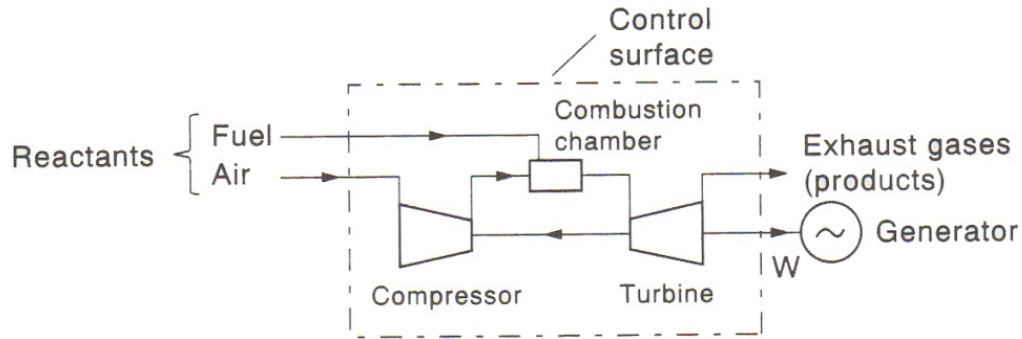 Control
surface
Combustion
chamber
Reactants
Fuel
Air
Exhaust gases
(products)
Generator
W
Compressor
Turbine